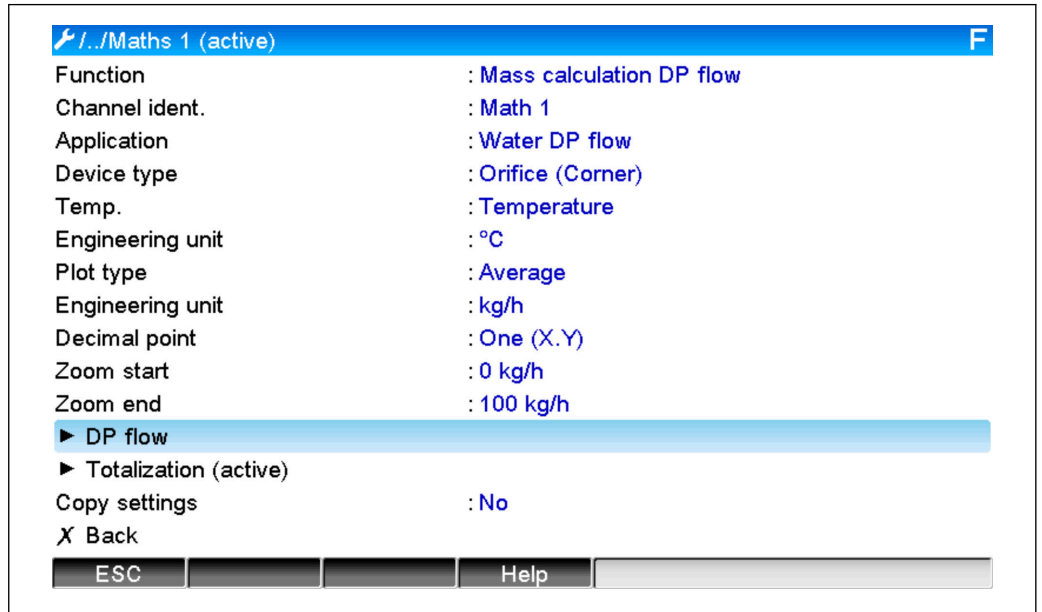 /../Maths 1 (active) F
Function : Mass calculation DP flow
Channel ident. : Math 1
Application : Water DP flow
Device type : Orifice (Corner)
Temp. : Temperature
Engineering unit : °C
Plot type : Average
Engineering unit : kg/h
Decimal point : One (X.Y)
Zoom start : 0 kg/h
Zoom end : 100 kg/h
► DP flow
► Totalization (active)
Copy settings : No
X Back
ESC Help